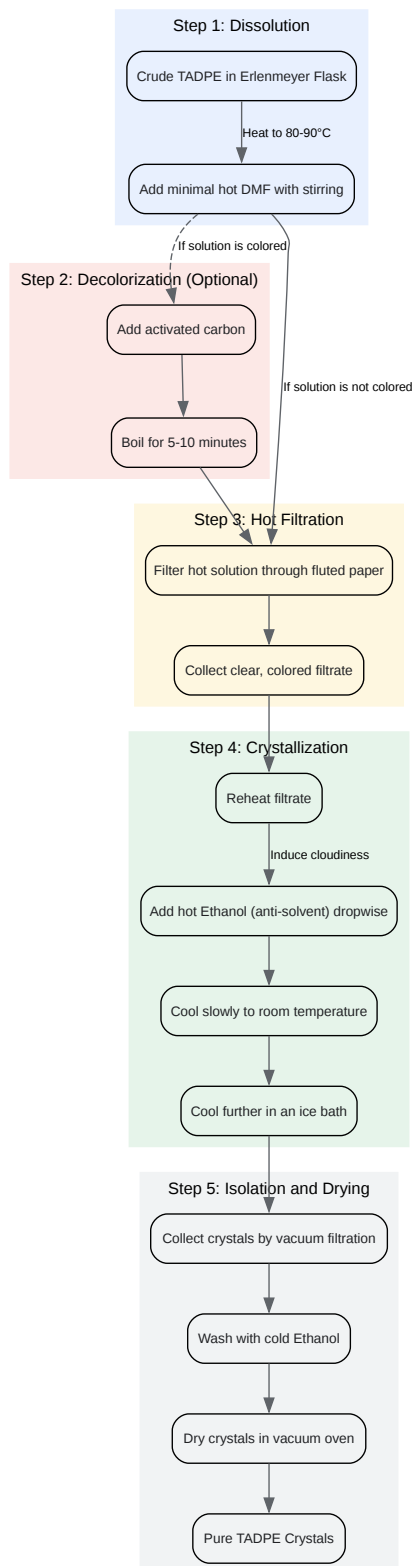 Step 1: Dissolution
Crude TADPE in Erlenmeyer Flask
Heat to 80-90°C
Add minimal hot DMF with stirring
If solution is colored
Step 2: Decolorization (Optional)
Add activated carbon
If solution is not colored
Boil for 5-10 minutes
Step 3: Hot Filtration
Filter hot solution through fluted paper
Collect clear, colored filtrate
Step 4: Crystallization
Reheat filtrate
Induce cloudiness
Add hot Ethanol (anti-solvent) dropwise
Cool slowly to room temperature
Cool further in an ice bath
Step 5: Isolation and Drying
Collect crystals by vacuum filtration
Wash with cold Ethanol
Dry crystals in vacuum oven
Pure TADPE Crystals